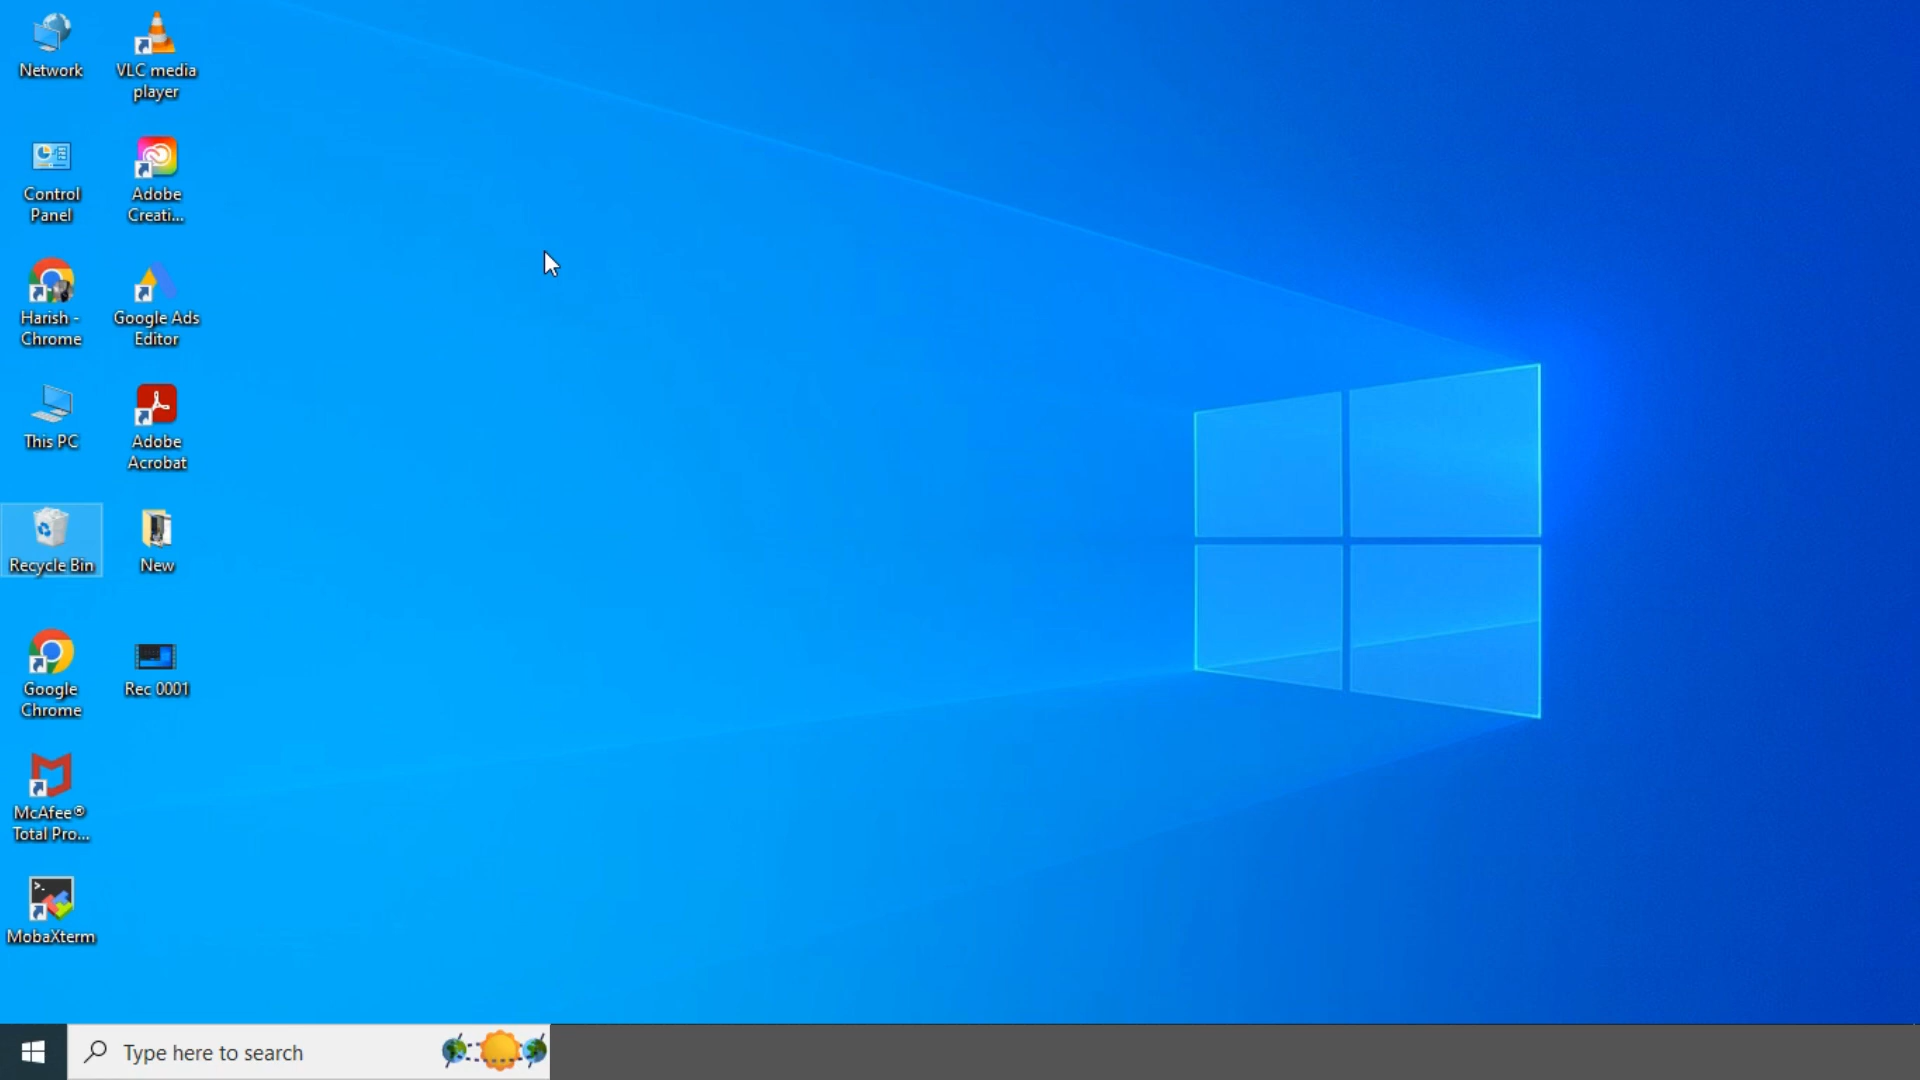 Network
VLC media
player
Control
Panel
Adobe
Creati...
Harish -
Chrome
Google Ads
Editor
This PC
Adobe
Acrobat
Recycle Bin
New
Google
Chrome
Rec 0001
McAfee®
Total Pro...
MobaXterm
Type here to search